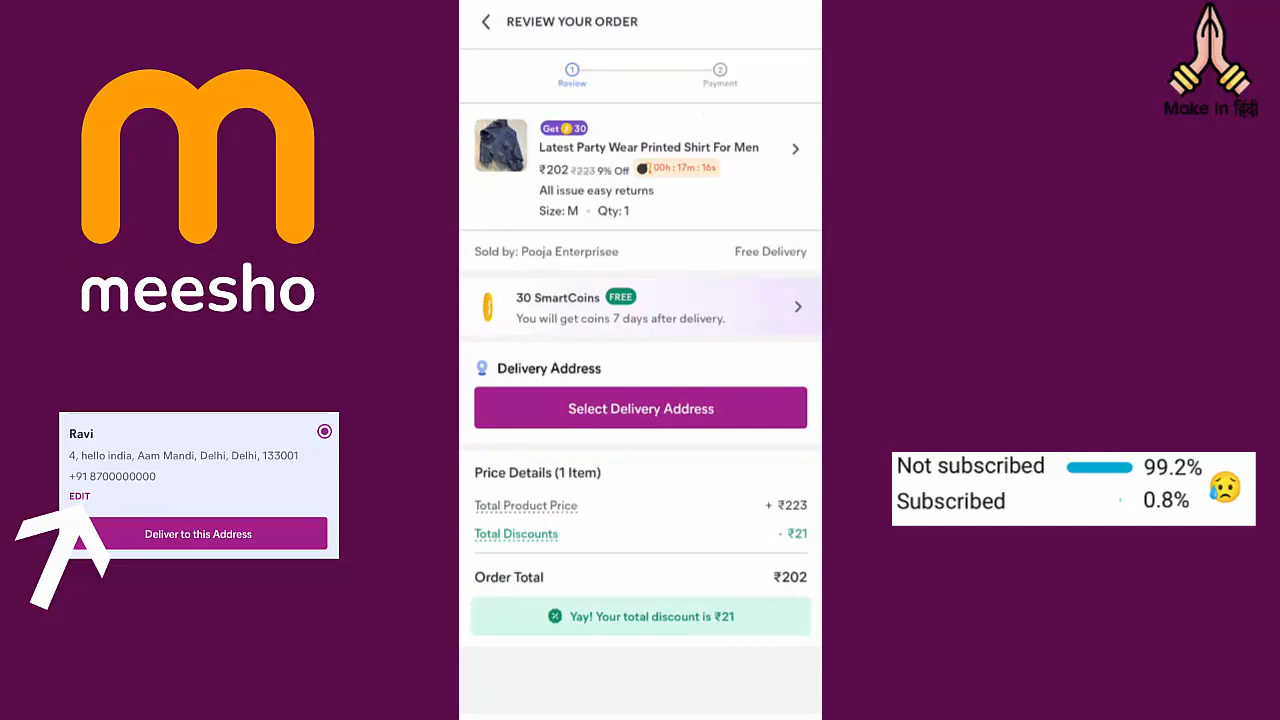 meesho
Ravi
4, hello india, Aam Mandi, Delhi, Delhi, 133001
+91 8700000000
EDIT
Deliver to this Address
REVIEW YOUR ORDER
1
2
Review
Payment
Get 30
Latest Party Wear Printed Shirt For Men
₹202 ₹223 9% Off 00h : 17m : 16s
All issue easy returns
Size: M • Qty: 1
Sold by: Pooja Enterprisee
Free Delivery
30 SmartCoins FREE
You will get coins 7 days after delivery.
Delivery Address
Select Delivery Address
Price Details (1 Item)
Total Product Price + ₹223
Total Discounts - ₹21
Order Total ₹202
Yay! Your total discount is ₹21
Make In हिंदी
Not subscribed 99.2%
Subscribed 0.8%